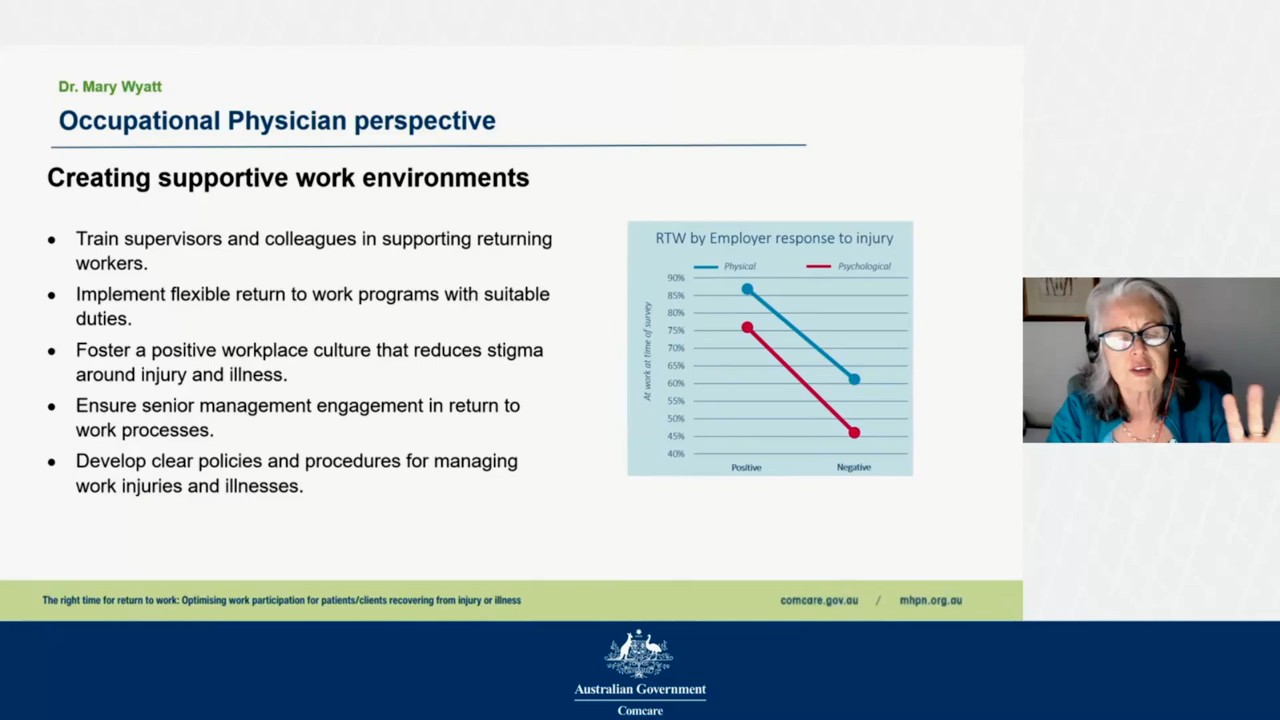 Dr. Mary Wyatt
Occupational Physician perspective
Creating supportive work environments
• Train supervisors and colleagues in supporting returning
workers.
• Implement flexible return to work programs with suitable
duties.
• Foster a positive workplace culture that reduces stigma
around injury and illness.
• Ensure senior management engagement in return to
work processes.
• Develop clear policies and procedures for managing
work injuries and illnesses.
RTW by Employer response to injury
Physical
Psychological
At work at time of survey
90%
85%
80%
75%
70%
65%
60%
55%
50%
45%
40%
Positive
Negative
The right time for return to work: Optimising work participation for patients/clients recovering from injury or illness
comcare.gov.au / mhpn.org.au
Australian Government
Comcare